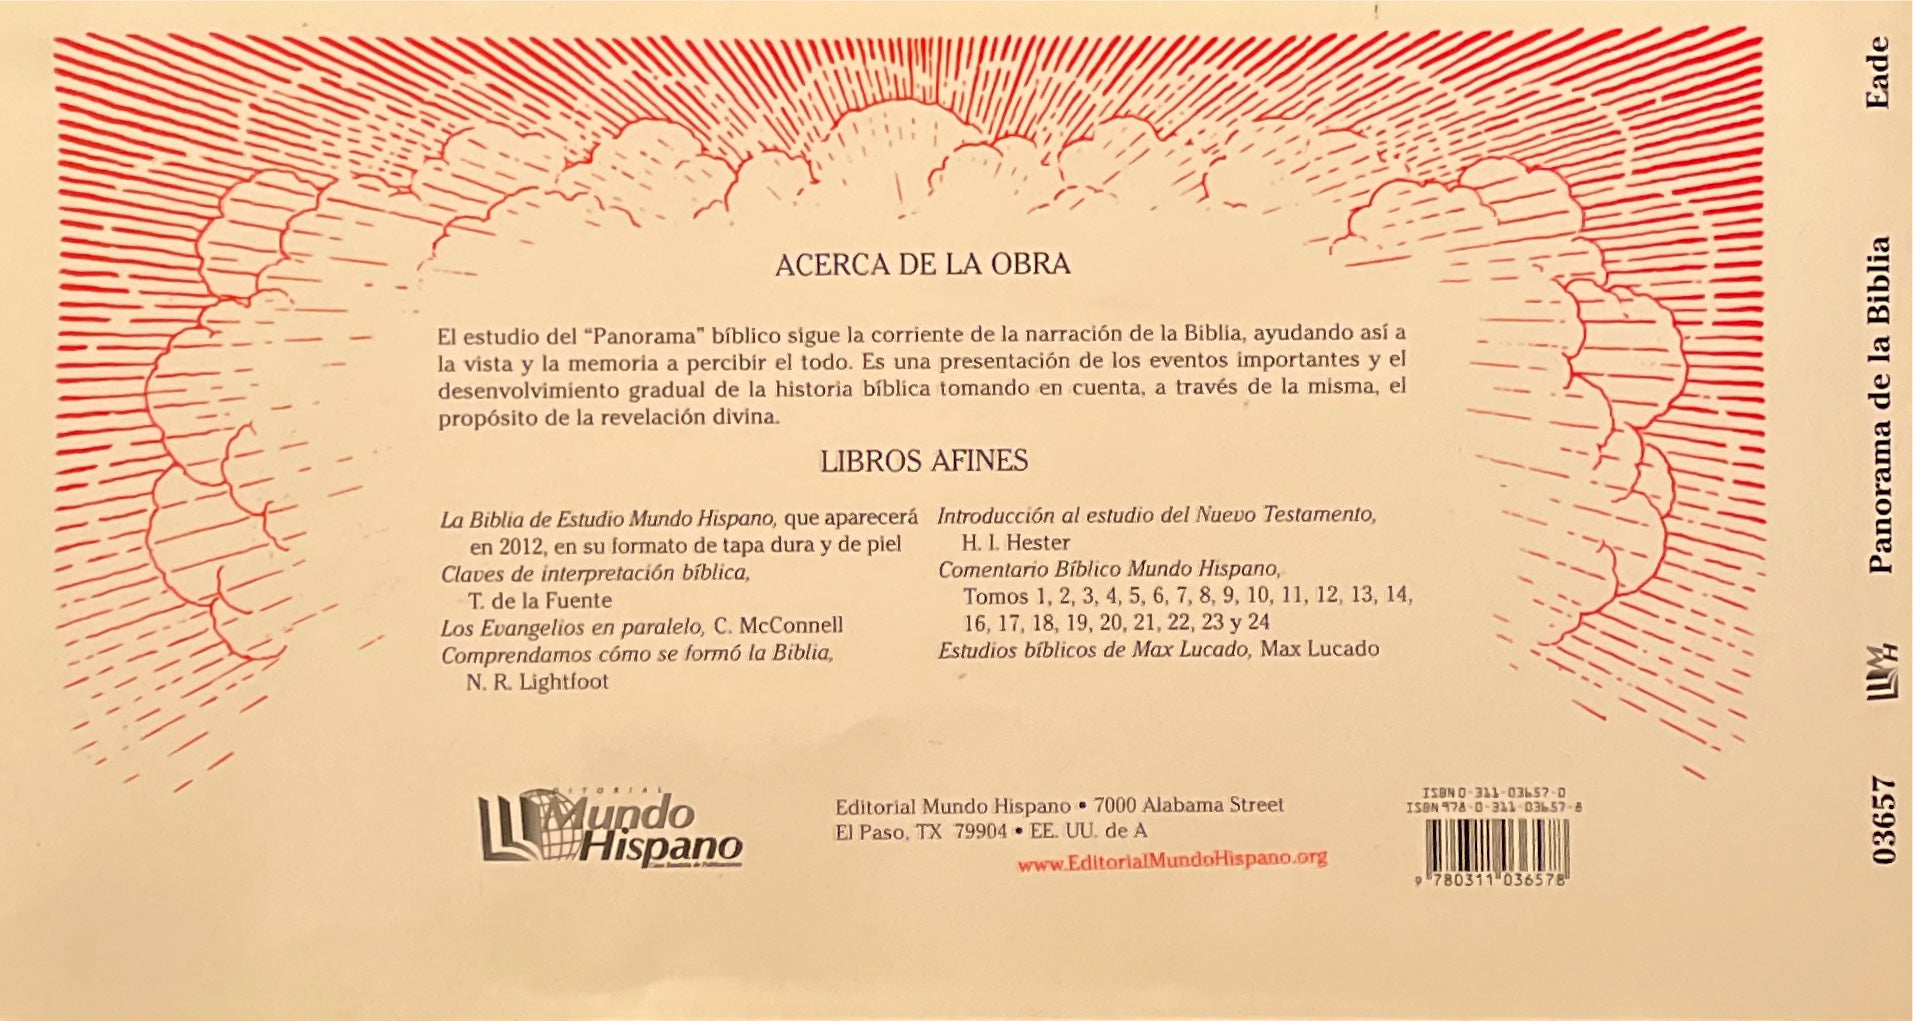 ACERCA DE LA OBRA
El estudio del “Panorama” bíblico sigue la corriente de la narración de la Biblia, ayudando así a
la vista y la memoria a percibir el todo. Es una presentación de los eventos importantes y el
desenvolvimiento gradual de la historia bíblica tomando en cuenta, a través de la misma, el
propósito de la revelación divina.
LIBROS AFINES
La Biblia de Estudio Mundo Hispano, que aparecerá
en 2012, en su formato de tapa dura y de piel
Claves de interpretación bíblica,
T. de la Fuente
Los Evangelios en paralelo, C. McConnell
Comprendamos cómo se formó la Biblia,
N. R. Lightfoot
Introducción al estudio del Nuevo Testamento,
H. I. Hester
Comentario Bíblico Mundo Hispano,
Tomos 1, 2, 3, 4, 5, 6, 7, 8, 9, 10, 11, 12, 13, 14,
16, 17, 18, 19, 20, 21, 22, 23 y 24
Estudios bíblicos de Max Lucado, Max Lucado
EDITORIAL
Mundo
Hispano
Editorial Mundo Hispano • 7000 Alabama Street
El Paso, TX 79904 • EE. UU. de A
www.EditorialMundoHispano.org
ISBN 0-311-03657-0
ISBN 978-0-311-03657-8
9 780311 036578
Eade
Panorama de la Biblia
MH
03657